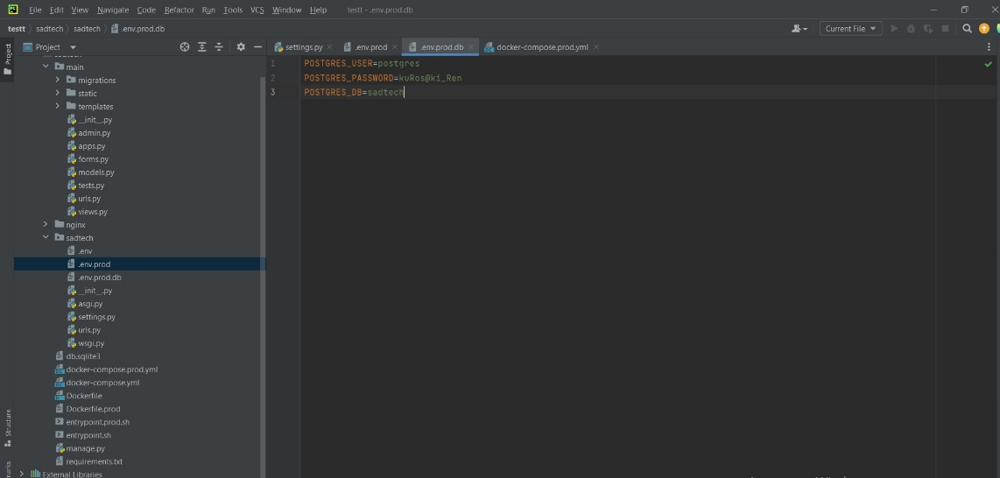 File Edit View Navigate Code Refactor Run Tools VCS Window Help testt - .env.prod.db
testt sadtech sadtech .env.prod.db Current File
Project settings.py .env.prod .env.prod.db docker-compose.prod.yml
Project
1 POSTGRES_USER=postgres
2 POSTGRES_PASSWORD=kuRos@ki_Ren
3 POSTGRES_DB=sadtech
main
migrations
static
templates
__init__.py
admin.py
apps.py
forms.py
models.py
tests.py
urls.py
views.py
nginx
sadtech
.env
.env.prod
.env.prod.db
__init__.py
asgi.py
settings.py
urls.py
wsgi.py
db.sqlite3
docker-compose.prod.yml
docker-compose.yml
Dockerfile
Dockerfile.prod
entrypoint.prod.sh
entrypoint.sh
manage.py
requirements.txt
External Libraries
Structure